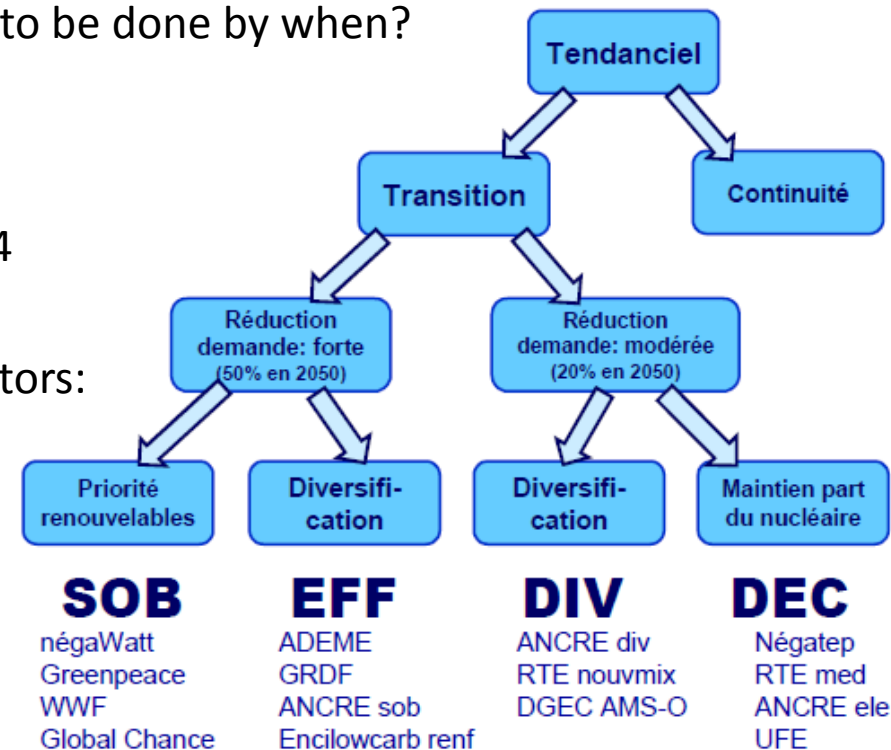 to be done by when?
Tendanciel
Transition
Continuité
4
Réduction
demande: forte
(50% en 2050)
Réduction
demande: modérée
(20% en 2050)
tors:
Priorité
renouvelables
Diversifi-
cation
Diversifi-
cation
Maintien part
du nucléaire
SOB
négaWatt
Greenpeace
WWF
Global Chance
EFF
ADEME
GRDF
ANCRE sob
Encilowcarb renf
DIV
ANCRE div
RTE nouvmix
DGEC AMS-O
DEC
Négatep
RTE med
ANCRE ele
UFE